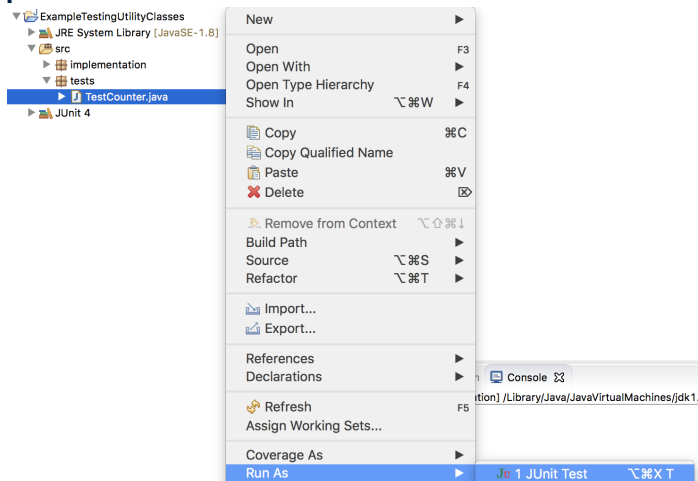 ExampleTestingUtilityClasses
JRE System Library [JavaSE-1.8]
src
implementation
tests
TestCounter.java
JUnit 4
New
Open F3
Open With
Open Type Hierarchy F4
Show In ⌥⌘W
Copy ⌘C
Copy Qualified Name
Paste ⌘V
Delete ⌦
Remove from Context ⌥⇧⌘↓
Build Path
Source ⌥⌘S
Refactor ⌥⌘T
Import...
Export...
References
Declarations
Refresh F5
Assign Working Sets...
Coverage As
Run As
Console
/Library/Java/JavaVirtualMachines/jdk1.
Ju 1 JUnit Test ⌥⌘X T